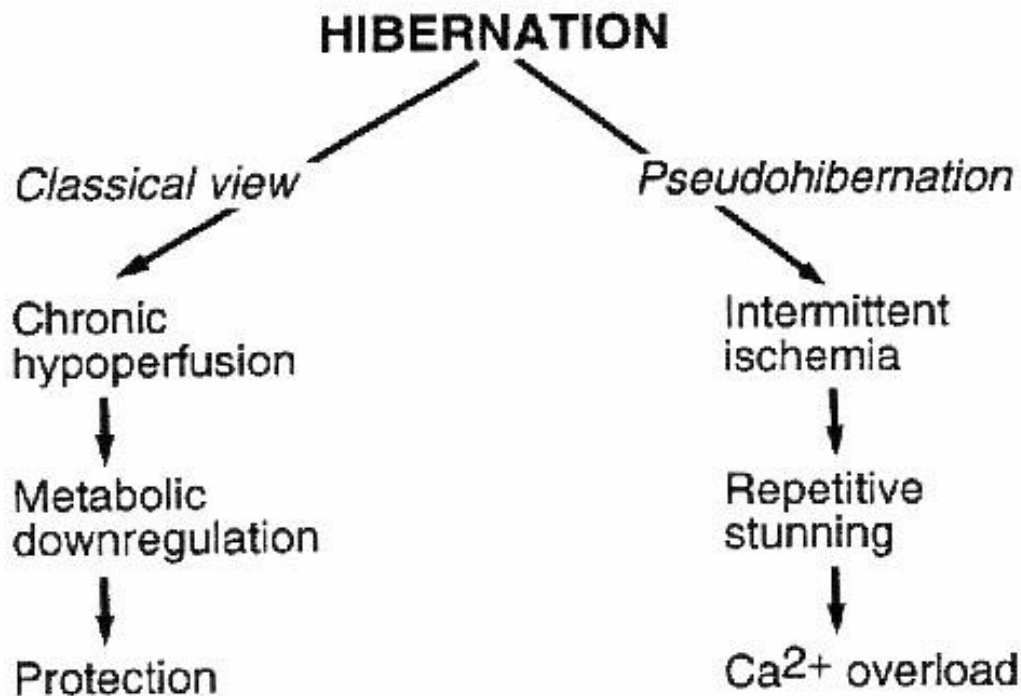 HIBERNATION
Classical view
Pseudohibernation
Chronic
hypoperfusion
Intermittent
ischemia
Metabolic
downregulation
Repetitive
stunning
Protection
Ca2+ overload